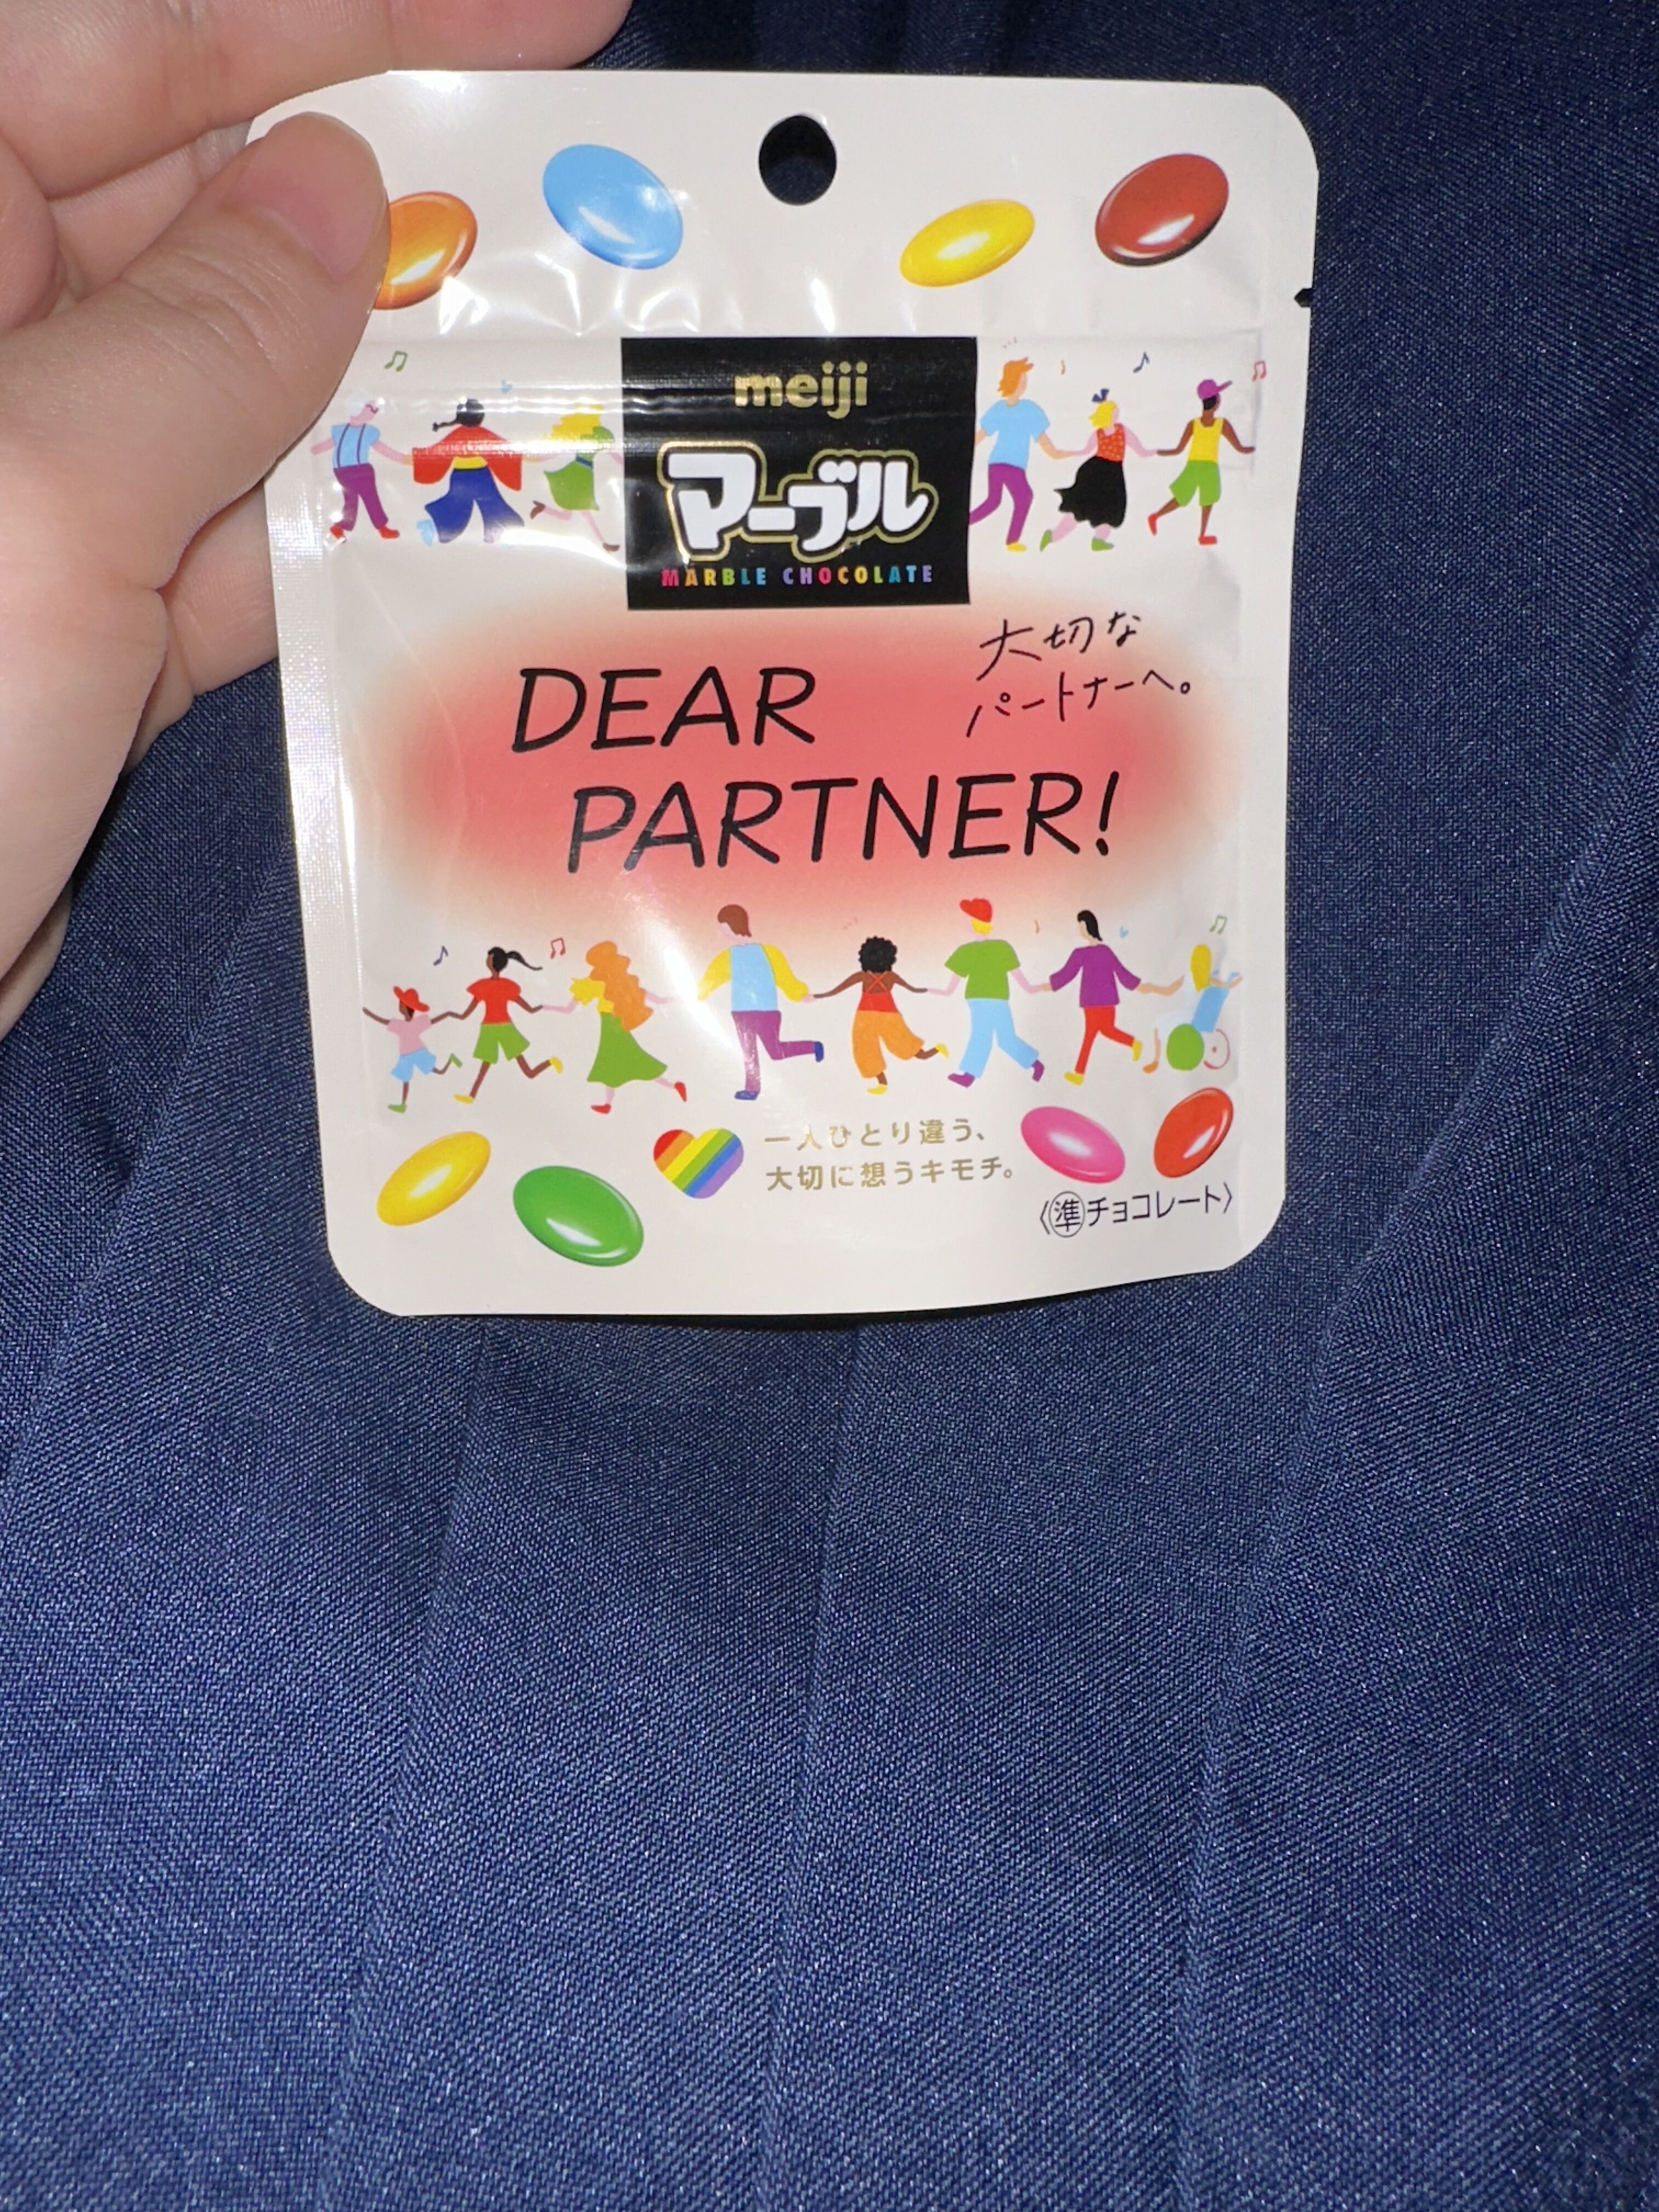 meiji
マーブル
MARBLE CHOCOLATE
大切な
パートナーへ。
DEAR
PARTNER!
一人ひとり違う、
大切に想うキモチ。
〈㊜チョコレート〉